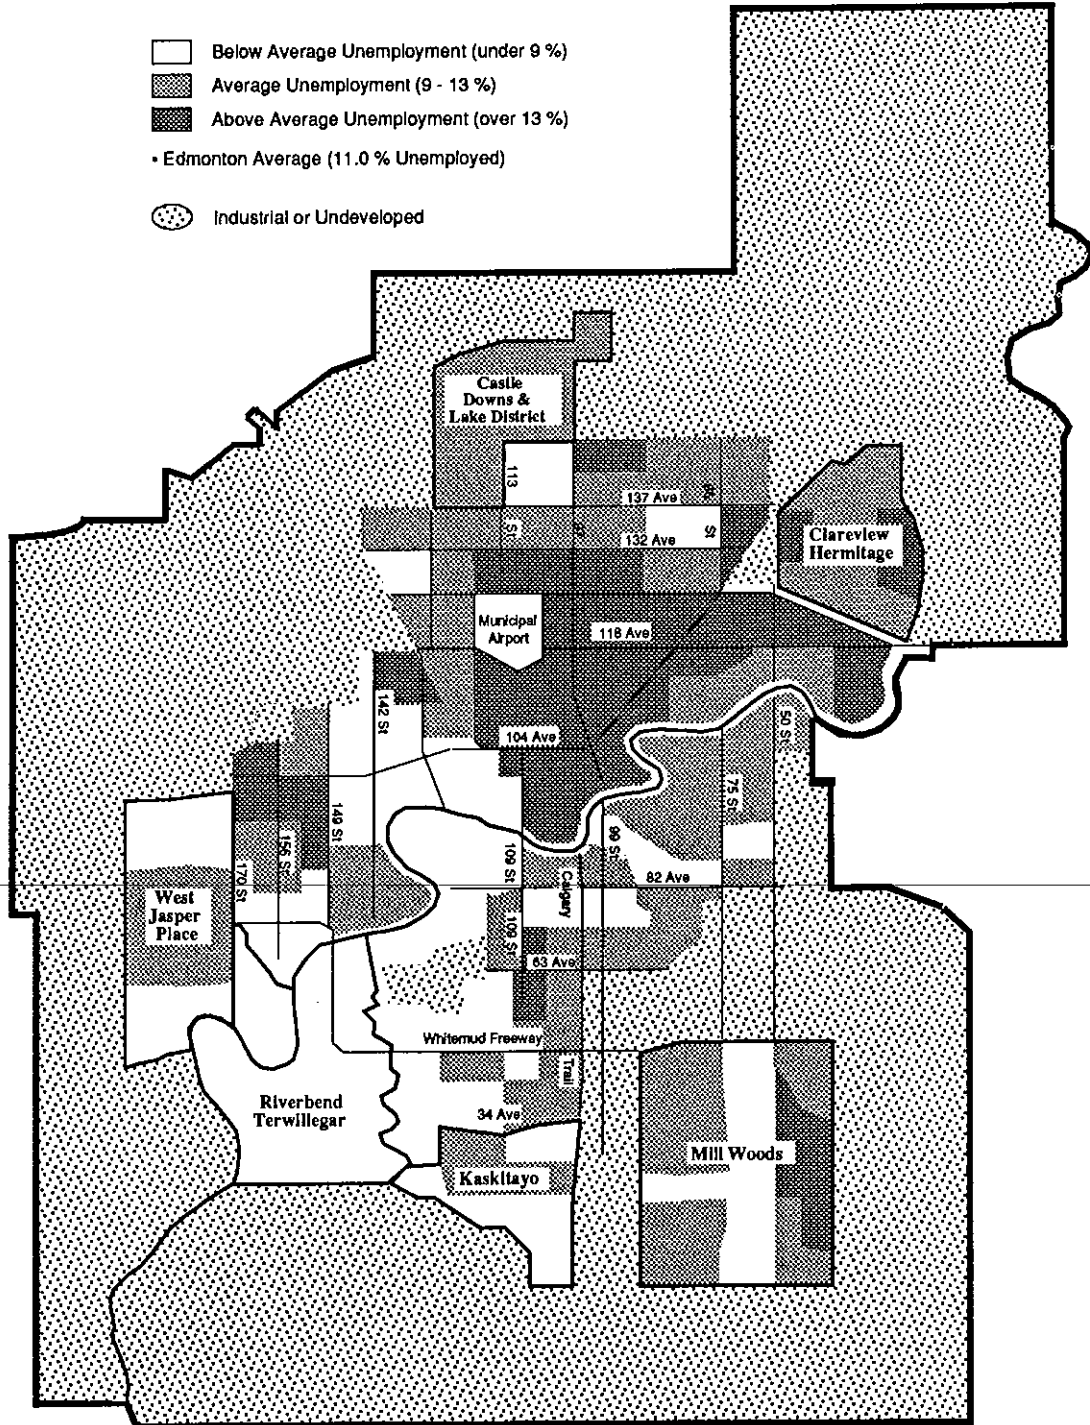 Below Average Unemployment (under 9 %)
Average Unemployment (9 - 13 %)
Above Average Unemployment (over 13 %)
• Edmonton Average (11.0 % Unemployed)
Industrial or Undeveloped
Castle
Downs &
Lake District
113
St
137 Ave
132 Ave
St
Clareview
Hermitage
Municipal
Airport
118 Ave
142 St
104 Ave
50 St
75 St
149 St
156 St
170 St
109 St
99 St
82 Ave
Calgary
West
Jasper
Place
109 St
63 Ave
Whitemud Freeway
Trail
34 Ave
Riverbend
Terwillegar
Kaskitayo
Mill Woods